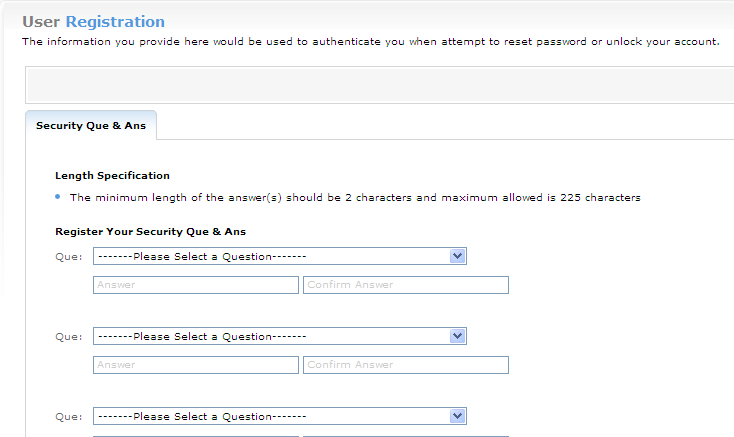 User Registration
The information you provide here would be used to authenticate you when attempt to reset password or unlock your account.
Security Que & Ans
Length Specification
The minimum length of the answer(s) should be 2 characters and maximum allowed is 225 characters
Register Your Security Que & Ans
Que: -------Please Select a Question-------
Answer Confirm Answer
Que: -------Please Select a Question-------
Answer Confirm Answer
Que: -------Please Select a Question-------